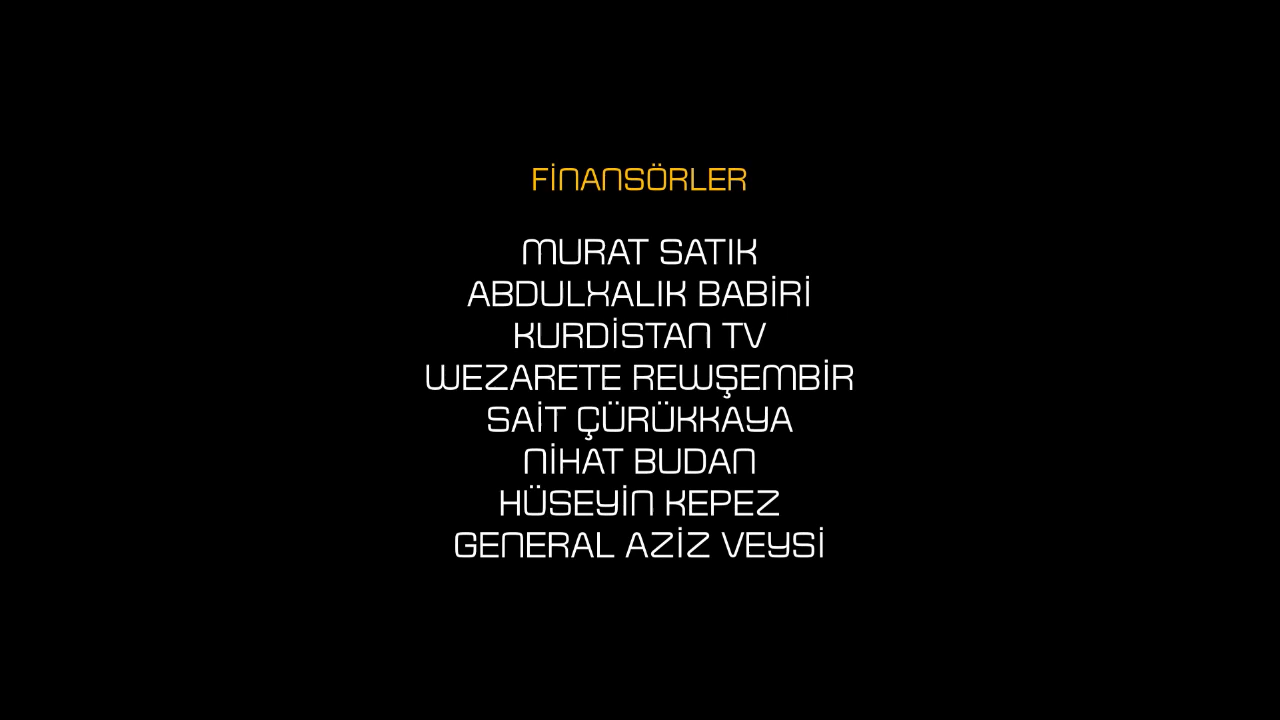 FİNANSÖRLER
MURAT SATIK
ABDULXALIK BABİRİ
KURDİSTAN TV
WEZARETE REWŞEMBİR
SAİT ÇÜRÜKKAYA
NİHAT BUDAN
HÜSEYİN KEPEZ
GENERAL AZİZ VEYSİ